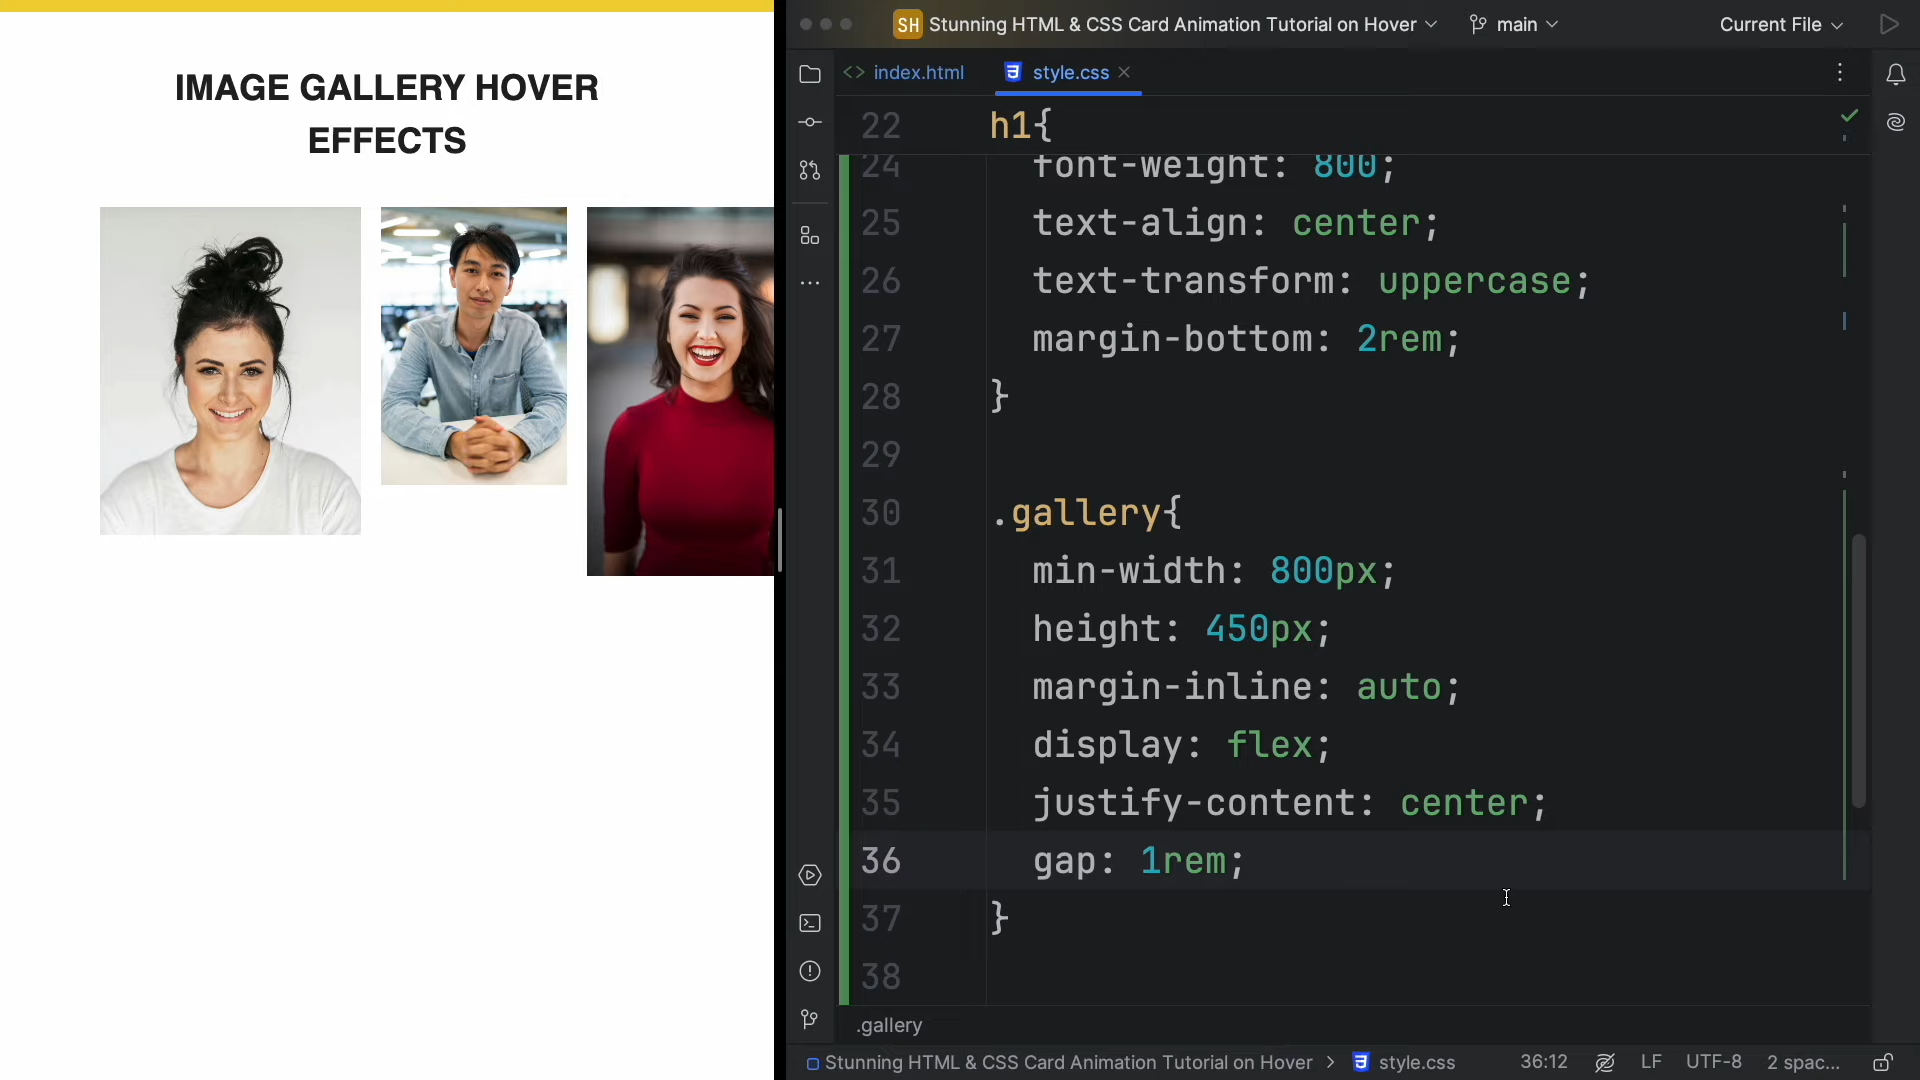 IMAGE GALLERY HOVER
EFFECTS
SH Stunning HTML & CSS Card Animation Tutorial on Hover main Current File
<> index.html style.css
22 h1{
24 font-weight: 800;
25 text-align: center;
26 text-transform: uppercase;
27 margin-bottom: 2rem;
28 }
29
30 .gallery{
31 min-width: 800px;
32 height: 450px;
33 margin-inline: auto;
34 display: flex;
35 justify-content: center;
36 gap: 1rem;
37 }
38
.gallery
Stunning HTML & CSS Card Animation Tutorial on Hover > style.css 36:12 LF UTF-8 2 spac...